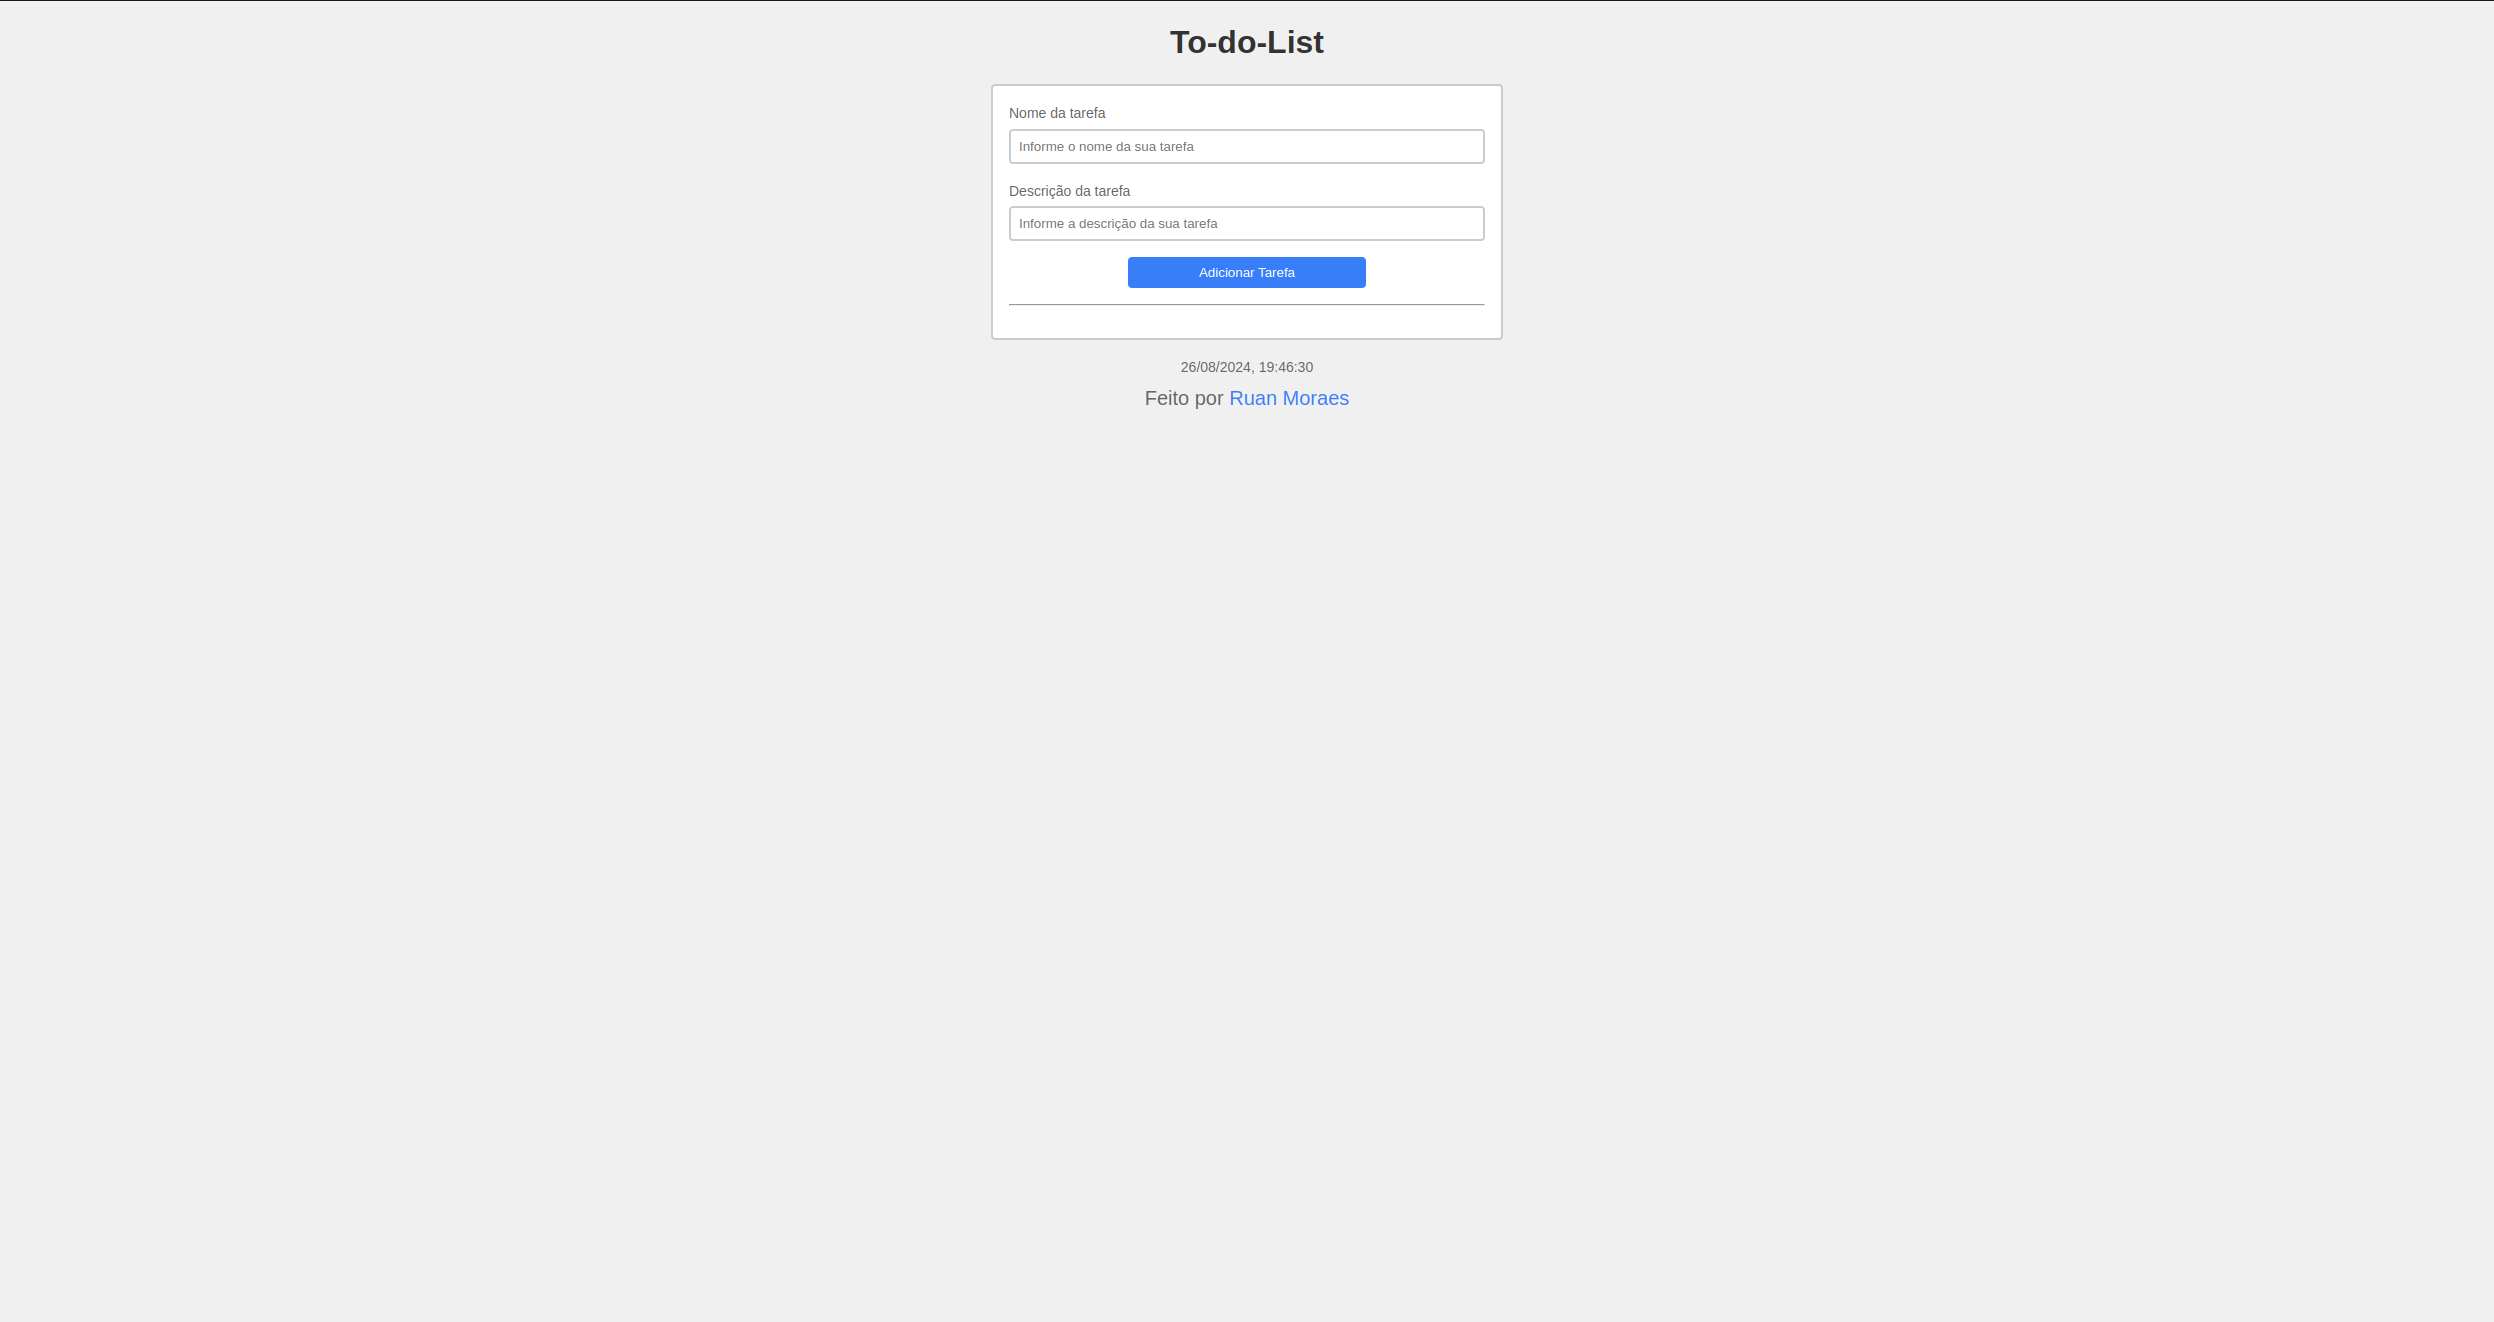 To-do-List
Nome da tarefa
Informe o nome da sua tarefa
Descrição da tarefa
Informe a descrição da sua tarefa
Adicionar Tarefa
26/08/2024, 19:46:30
Feito por Ruan Moraes